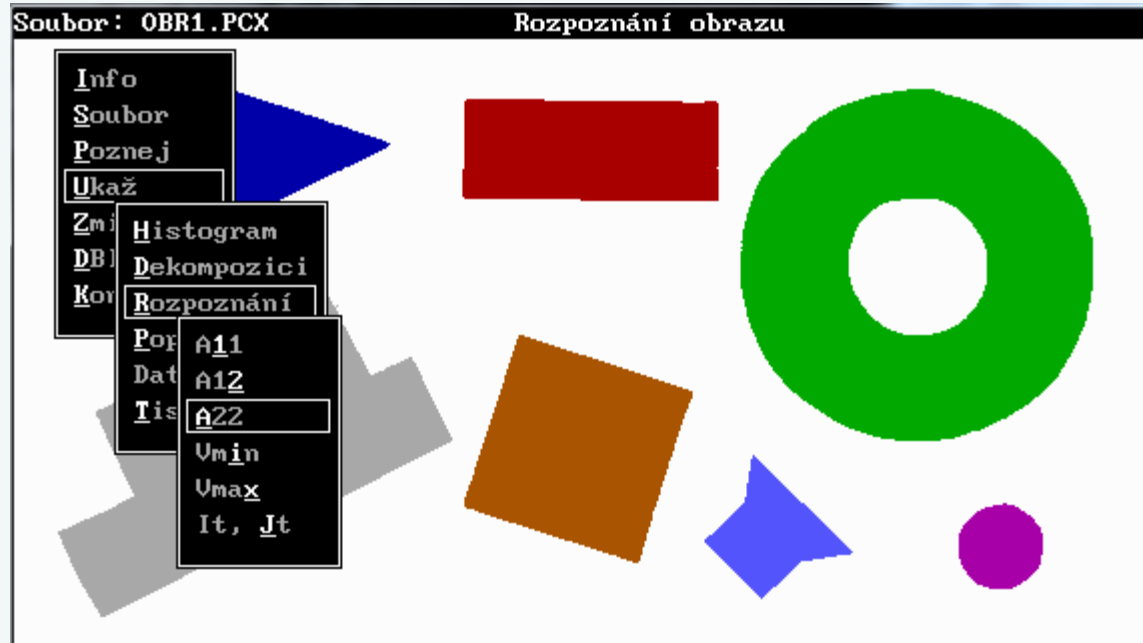 Soubor: OBR1.PCX Rozpoznání obrazu
Info
Soubor
Poznej
Ukaž
Histogram
Dekompozici
Rozpoznání
A11
A12
A22
Vmin
Vmax
It, Jt